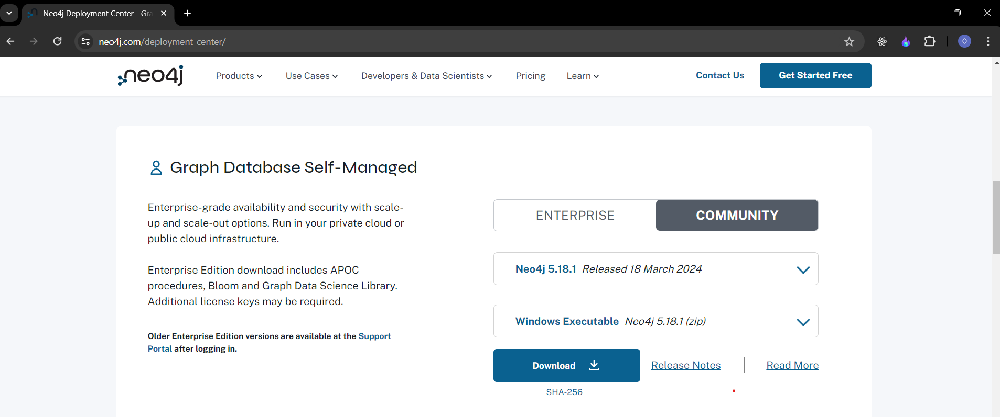 Neo4j Deployment Center - Gra
neo4j.com/deployment-center/
O
neo4j
Products
Use Cases
Developers & Data Scientists
Pricing
Learn
Contact Us
Get Started Free
Graph Database Self-Managed
Enterprise-grade availability and security with scale-
up and scale-out options. Run in your private cloud or
public cloud infrastructure.
Enterprise Edition download includes APOC
procedures, Bloom and Graph Data Science Library.
Additional license keys may be required.
Older Enterprise Edition versions are available at the Support
Portal after logging in.
ENTERPRISE
COMMUNITY
Neo4j 5.18.1 Released 18 March 2024
Windows Executable Neo4j 5.18.1 (zip)
Download
Release Notes
Read More
SHA-256